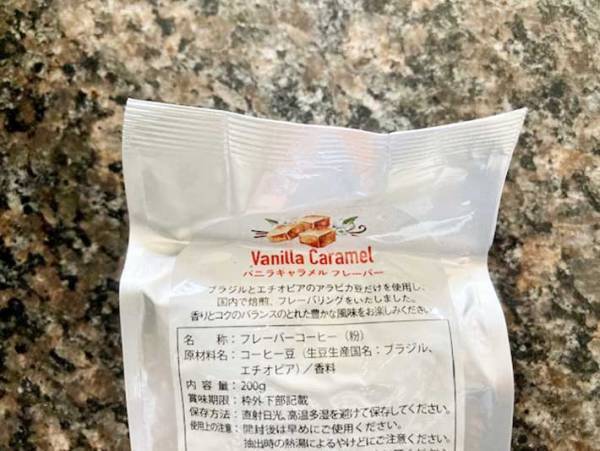 Vanilla Caramel
バニラキャラメル フレーバー
ブラジルとエチオピアのアラビカ豆だけを使用し、
国内で焙煎、フレーバリングをいたしました。
香りとコクのバランスのとれた豊かな風味をお楽しみください
名　称：フレーバーコーヒー（粉）
原材料名：コーヒー豆（生豆生産国名：ブラジル、
エチオピア）／香料
内 容 量：200g
賞味期限：枠外下部記載
保存方法：直射日光、高温多湿を避けて保存してください。
使用上の注意：開封後は早めにご使用ください。
抽出時の熱湯によるやけどにご注意ください。